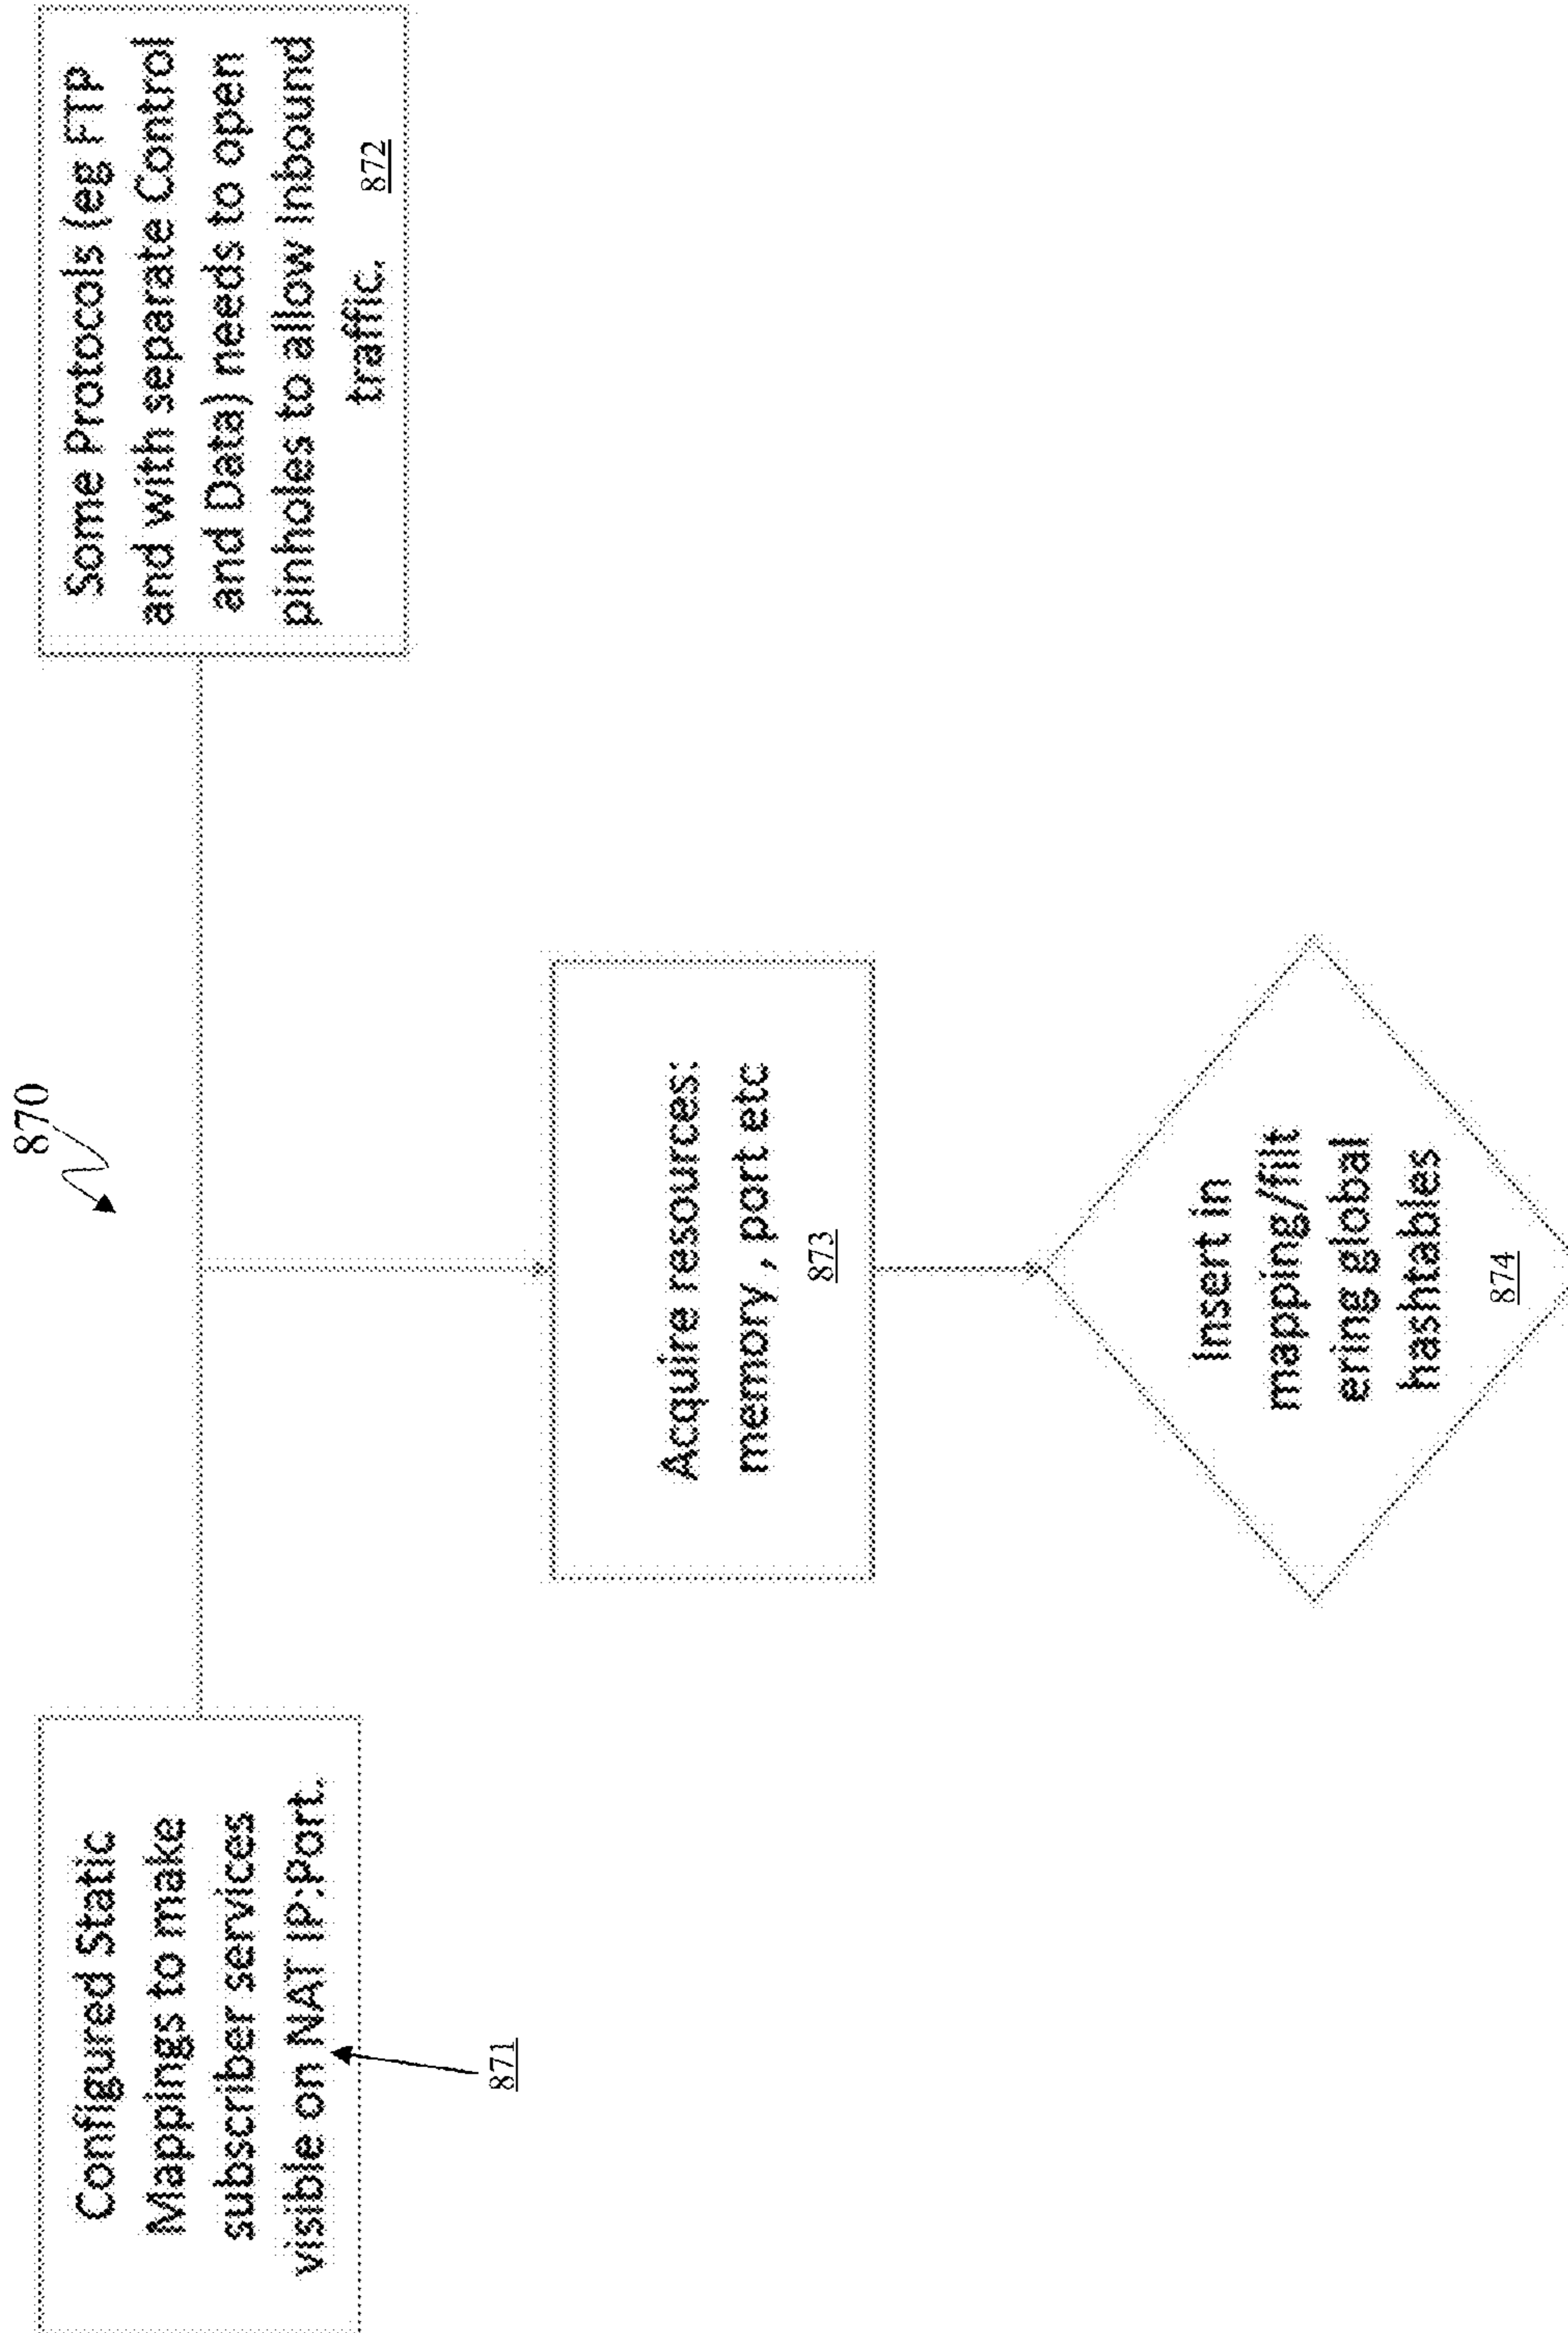 870
Configured Static
Mappings to make
subscriber services
visible on NAT IP:Port.
871
Some Protocols (eg FTP
and with separate Control
and Data) needs to open
pinholes to allow Inbound
traffic.
872
Acquire resources:
memory , port etc
873
Insert in
mapping/filt
ering global
hashtables
874